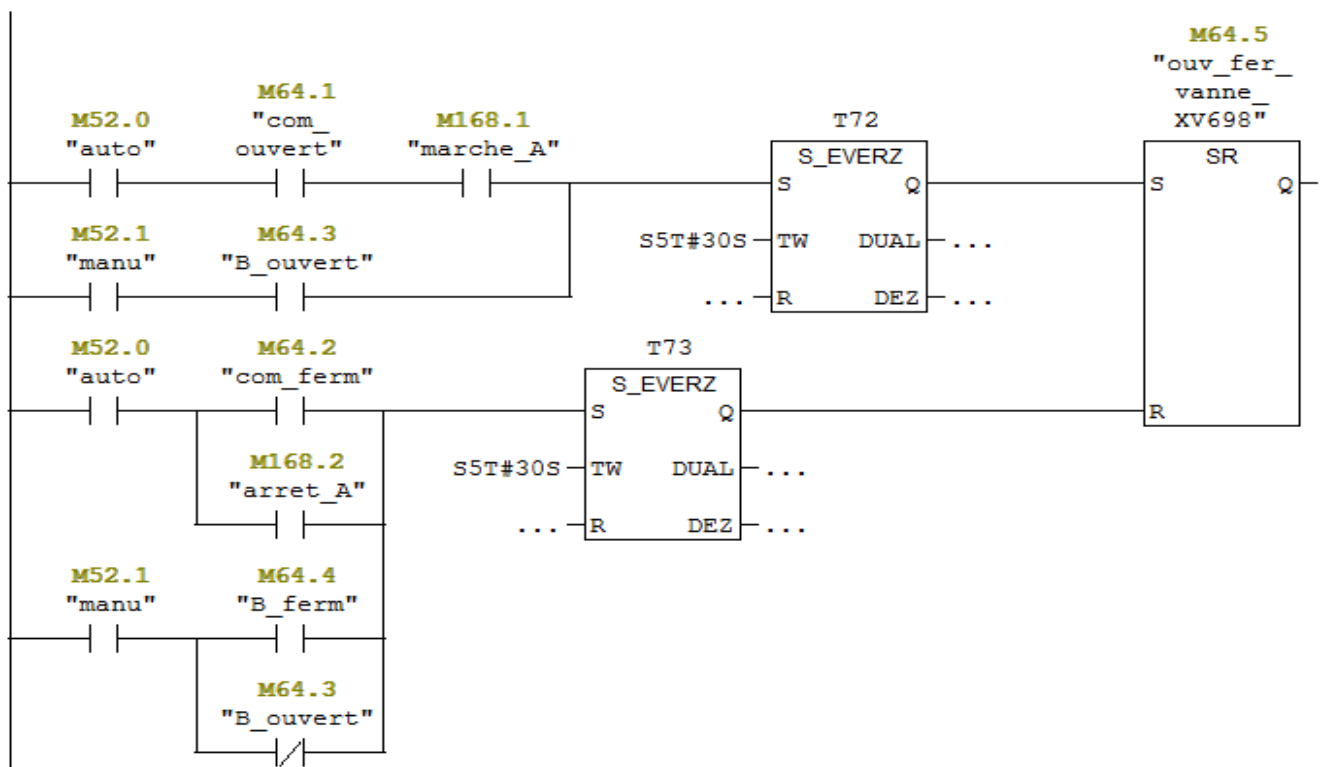 M64.5
"ouv_fer_
vanne_
XV698"
M64.1
M52.0 "com_ M168.1 T72
"auto" ouvert" "marche_A" S_EVERZ SR
S Q S Q
M52.1 M64.3 S5T#30S TW DUAL ...
"manu" "B_ouvert"
... R DEZ ...
M52.0 M64.2 T73
"auto" "com_ferm" S_EVERZ
S Q R
M168.2 S5T#30S TW DUAL ...
"arret_A"
... R DEZ ...
M52.1 M64.4
"manu" "B_ferm"
M64.3
"B_ouvert"